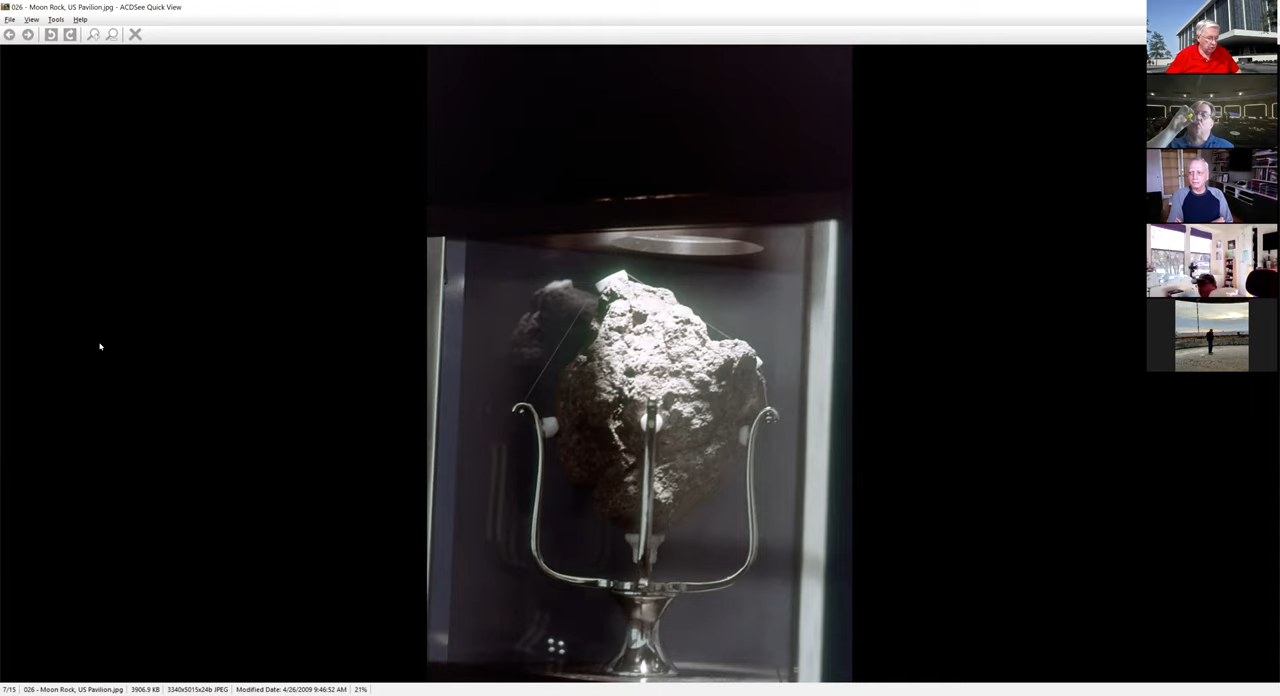 026 - Moon Rock, US Pavilion.jpg - ACDSee Quick View
File View Tools Help
7/15 026 - Moon Rock, US Pavilion.jpg 3906.9 KB 3340x5015x24b JPEG Modified Date: 4/26/2009 9:46:52 AM 21%